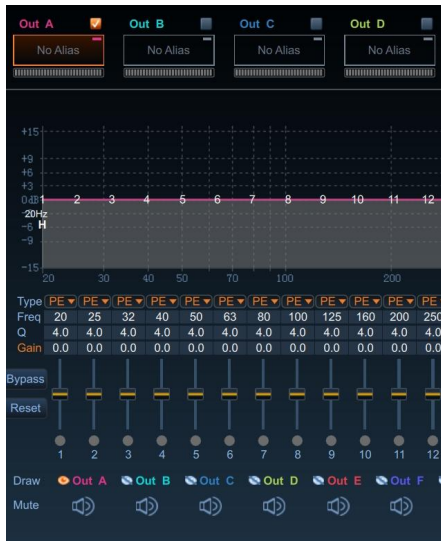 Out A Out B Out C Out D
No Alias No Alias No Alias No Alias
+15
+9
+6
+3
0dB 1 2 3 4 5 6 7 8 9 10 11 12
20Hz
-6
H
-9
-15
20 30 40 50 70 100 200
Type PE PE PE PE PE PE PE PE PE PE PE PE
Freq 20 25 32 40 50 63 80 100 125 160 200 250
Q 4.0 4.0 4.0 4.0 4.0 4.0 4.0 4.0 4.0 4.0 4.0 4.0
Gain 0.0 0.0 0.0 0.0 0.0 0.0 0.0 0.0 0.0 0.0 0.0 0.0
Bypass
Reset
1 2 3 4 5 6 7 8 9 10 11 12
Draw Out A Out B Out C Out D Out E Out F
Mute